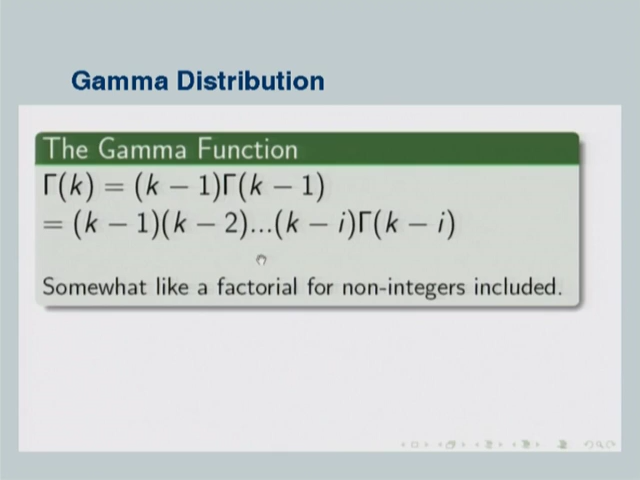 Gamma Distribution
The Gamma Function
Γ(k) = (k − 1)Γ(k − 1)
= (k − 1)(k − 2)...(k − i)Γ(k − i)
Somewhat like a factorial for non-integers included.